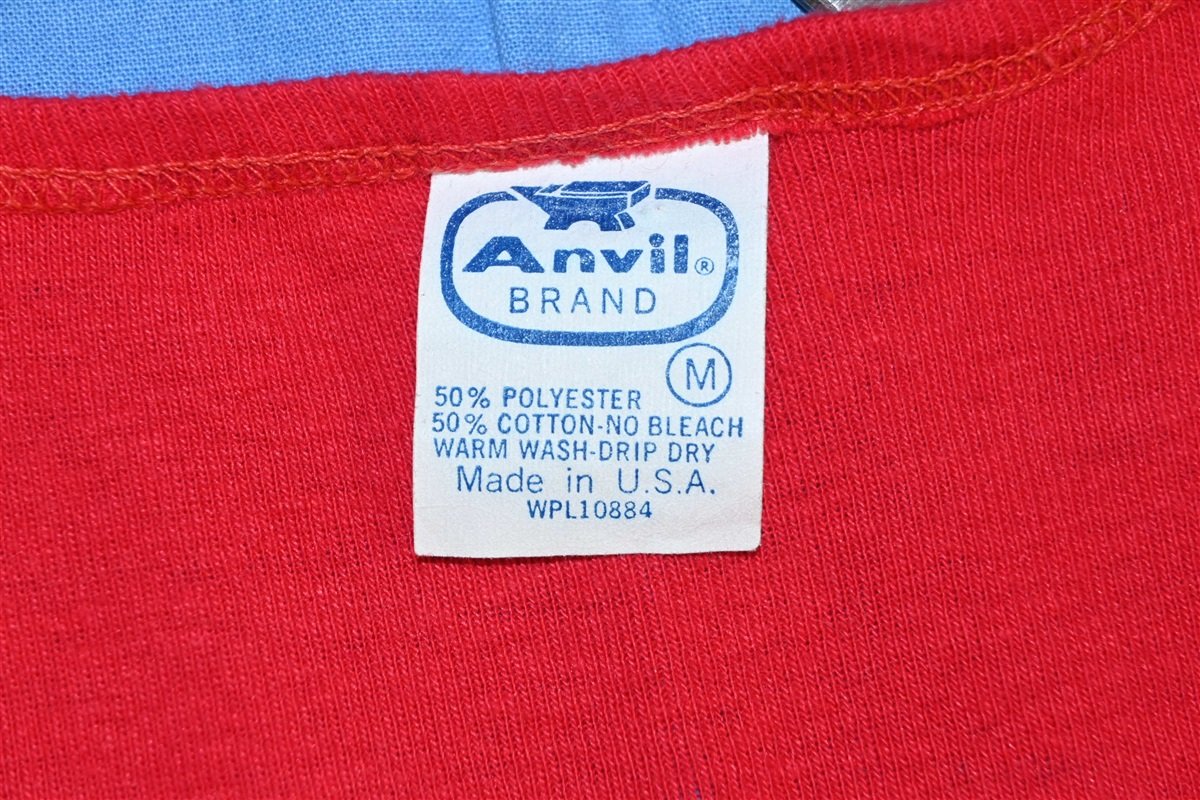 Anvil®
BRAND
M
50% POLYESTER
50% COTTON-NO BLEACH
WARM WASH-DRIP DRY
Made in U.S.A.
WPL10884